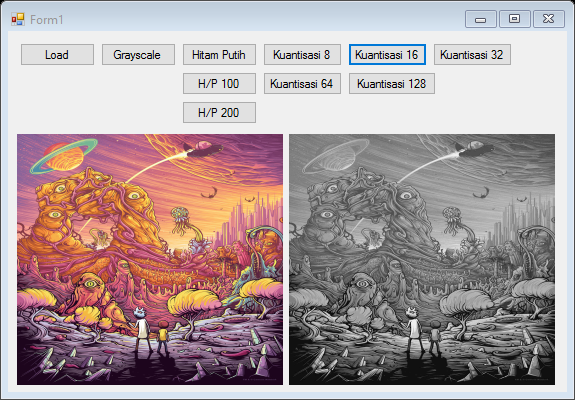 Form1
Load Grayscale Hitam Putih Kuantisasi 8 Kuantisasi 16 Kuantisasi 32
H/P 100 Kuantisasi 64 Kuantisasi 128
H/P 200